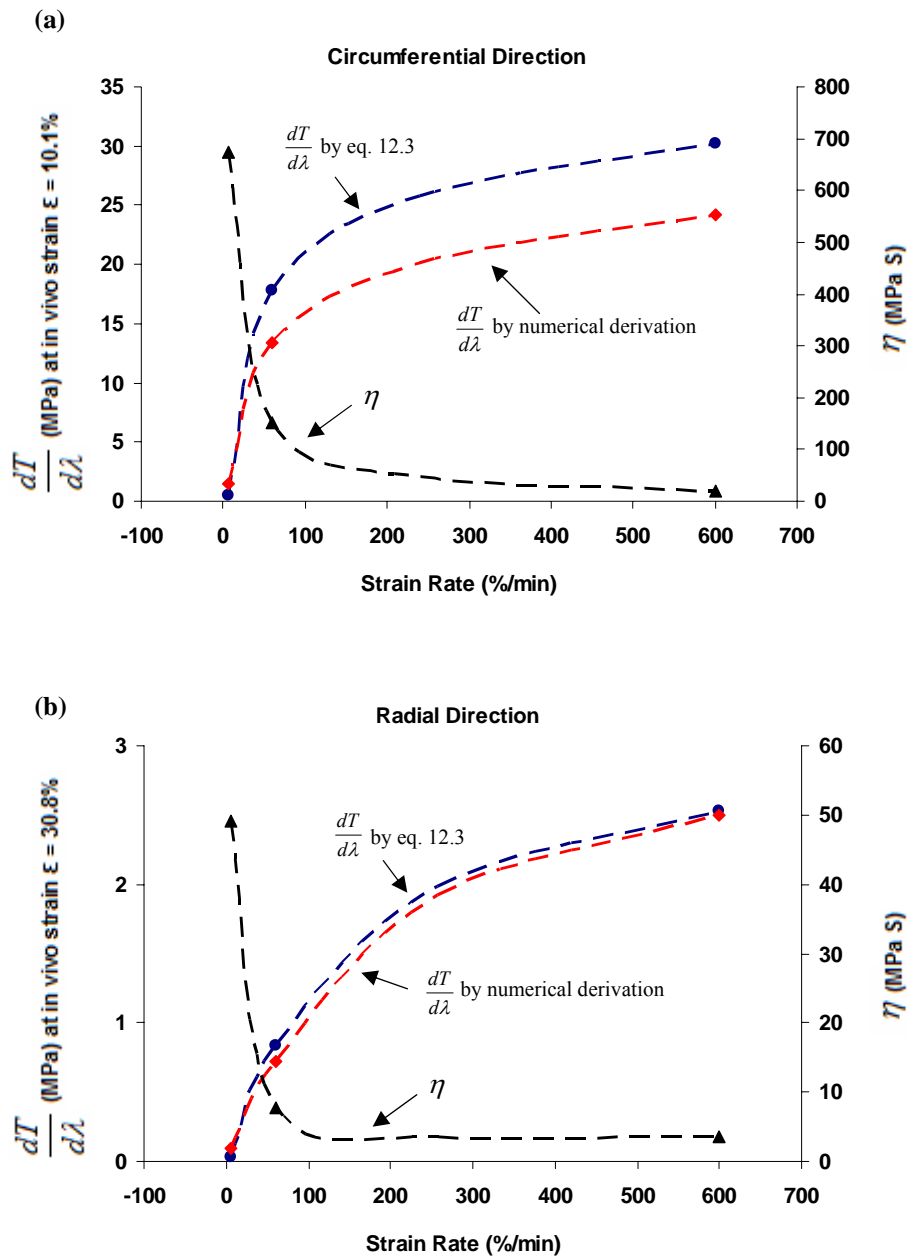 (a)
Circumferential Direction
35
30
25
20
15
10
5
0
800
700
600
500
400
300
200
100
0
-100 0 100 200 300 400 500 600 700
Strain Rate (%/min)
dT/dλ (MPa) at in vivo strain ε = 10.1%
η (MPa S)
dT/dλ by eq. 12.3
dT/dλ by numerical derivation
η
(b)
Radial Direction
3
2
1
0
60
50
40
30
20
10
0
-100 0 100 200 300 400 500 600 700
Strain Rate (%/min)
dT/dλ (MPa) at in vivo strain ε = 30.8%
η (MPa S)
dT/dλ by eq. 12.3
dT/dλ by numerical derivation
η